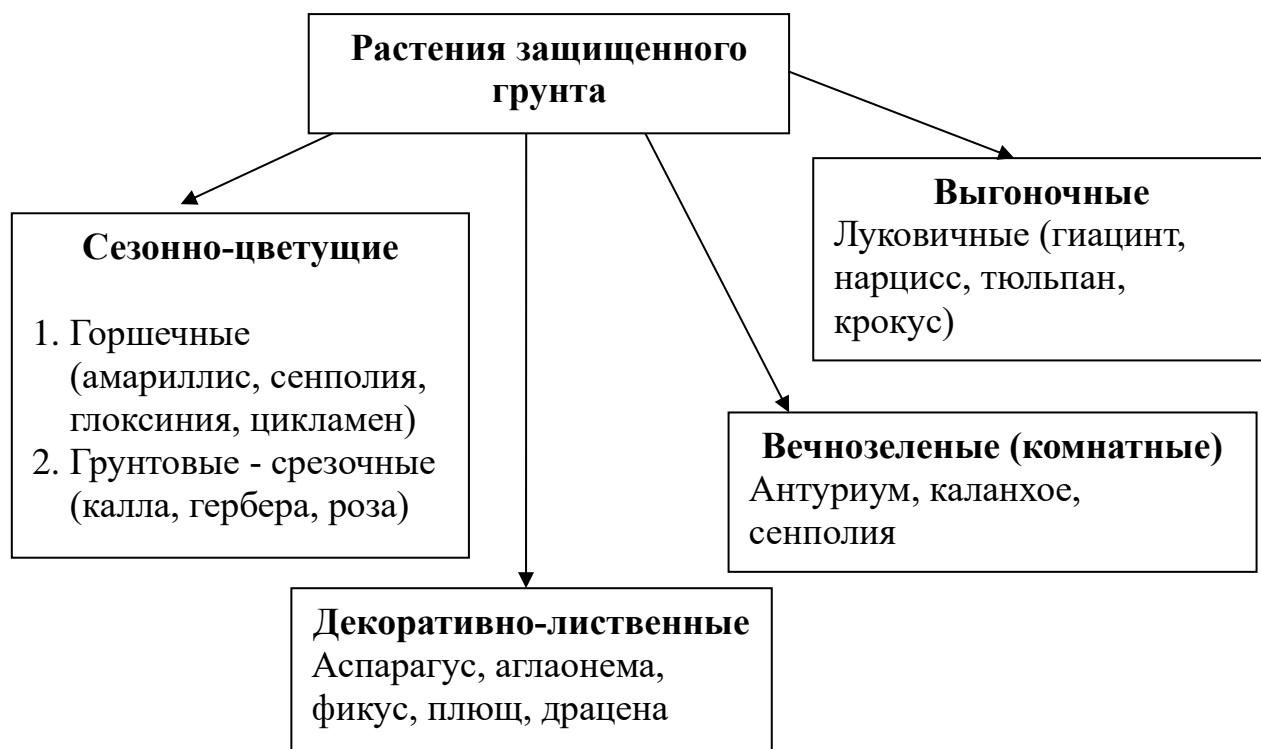 Растения защищенного
грунта
Выгоночные
Луковичные (гиацинт,
нарцисс, тюльпан,
крокус)
Сезонно-цветущие
1. Горшечные
(амариллис, сенполия,
глоксиния, цикламен)
2. Грунтовые - срезочные
(калла, гербера, роза)
Вечнозеленые (комнатные)
Антуриум, каланхое,
сенполия
Декоративно-лиственные
Аспарагус, аглаонема,
фикус, плющ, драцена